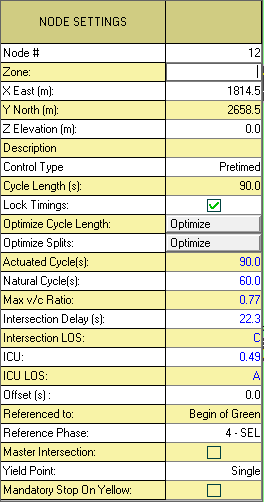 NODE SETTINGS
Node # 12
Zone:
X East (m): 1814.5
Y North (m): 2658.5
Z Elevation (m): 0.0
Description
Control Type Pretimed
Cycle Length (s): 90.0
Lock Timings:
Optimize Cycle Length: Optimize
Optimize Splits: Optimize
Actuated Cycle(s): 90.0
Natural Cycle(s): 60.0
Max v/c Ratio: 0.77
Intersection Delay (s): 22.3
Intersection LOS: C
ICU: 0.49
ICU LOS: A
Offset (s) : 0.0
Referenced to: Begin of Green
Reference Phase: 4 - SEL
Master Intersection:
Yield Point: Single
Mandatory Stop On Yellow: